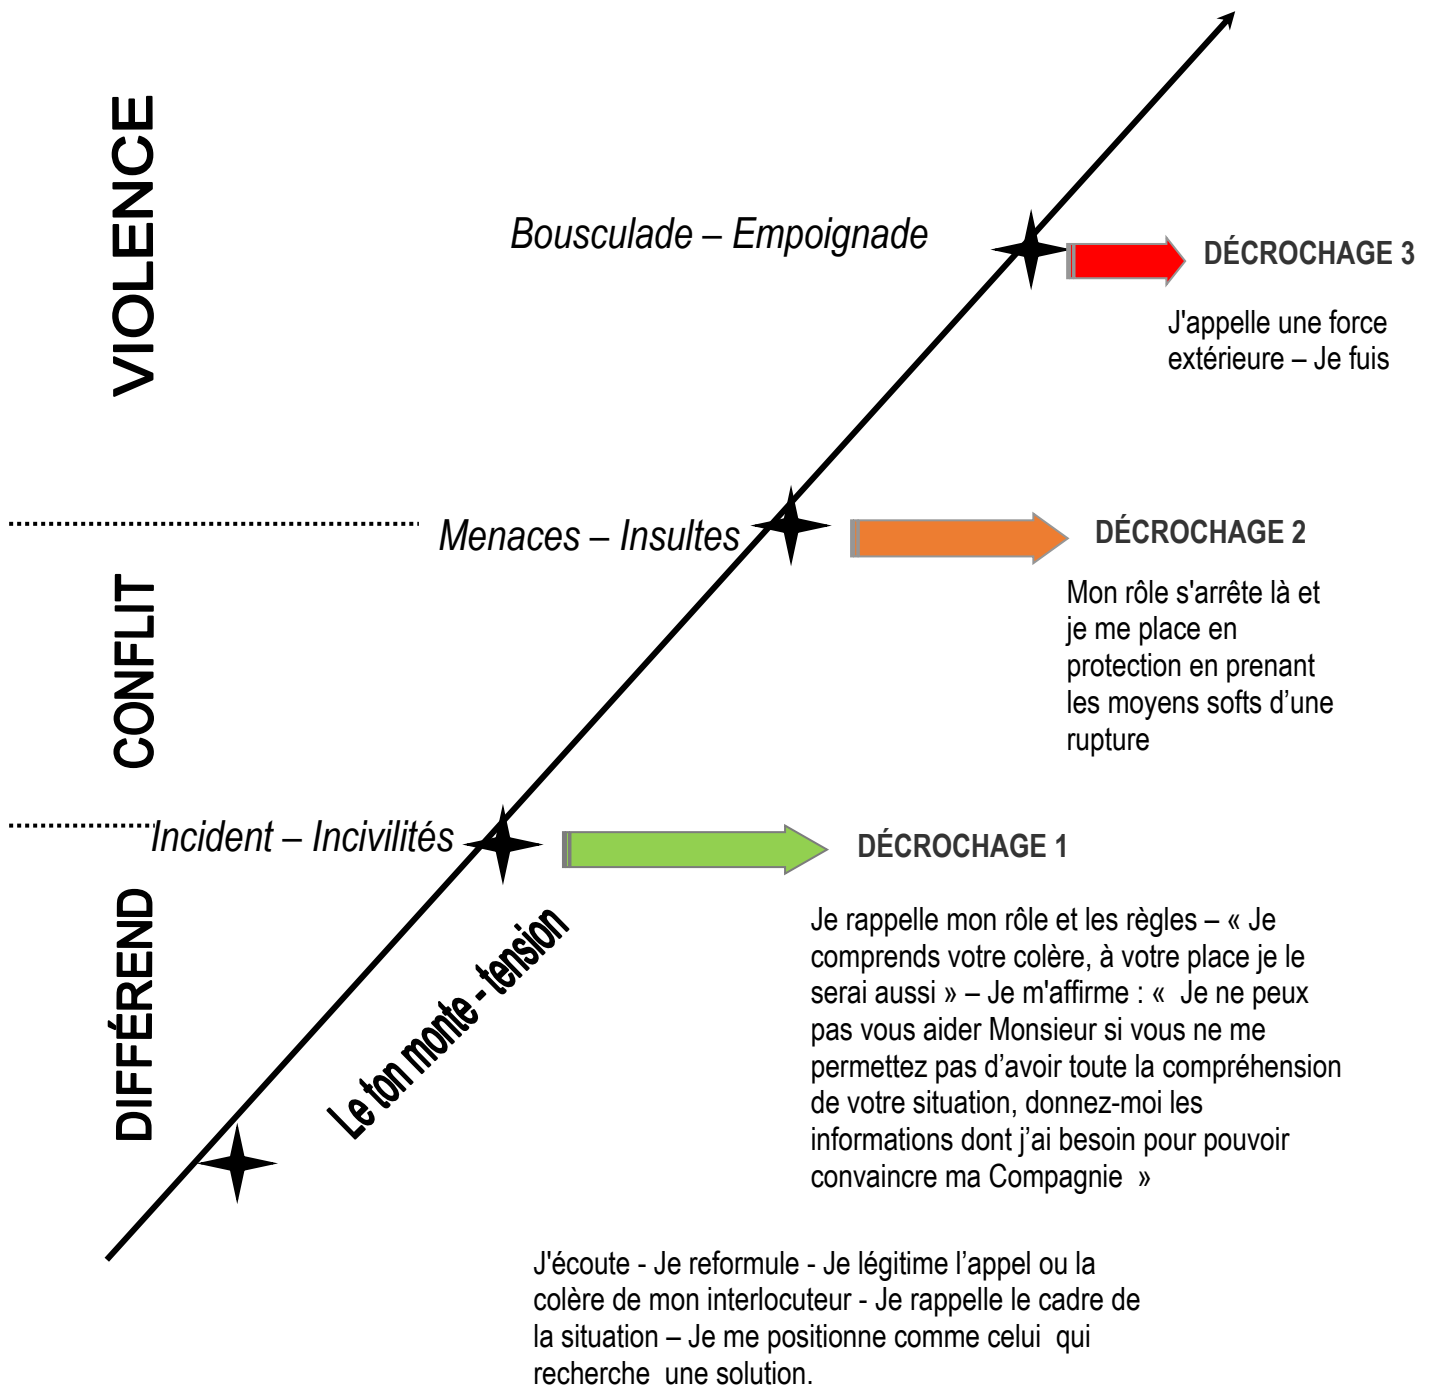 VIOLENCE
Bousculade – Empoignade
DÉCROCHAGE 3
J'appelle une force
extérieure – Je fuis
Menaces – Insultes
DÉCROCHAGE 2
Mon rôle s'arrête là et
je me place en
protection en prenant
les moyens softs d’une
rupture
CONFLIT
Incident – Incivilités
DÉCROCHAGE 1
Je rappelle mon rôle et les règles – « Je
comprends votre colère, à votre place je le
serai aussi » – Je m'affirme : « Je ne peux
pas vous aider Monsieur si vous ne me
permettez pas d’avoir toute la compréhension
de votre situation, donnez-moi les
informations dont j’ai besoin pour pouvoir
convaincre ma Compagnie »
DIFFÉREND
Le ton monte - tension
J'écoute - Je reformule - Je légitime l’appel ou la
colère de mon interlocuteur - Je rappelle le cadre de
la situation – Je me positionne comme celui qui
recherche une solution.